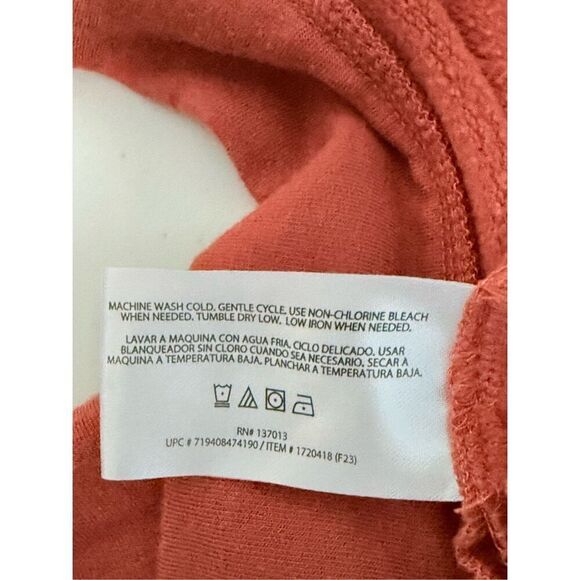 MACHINE WASH COLD, GENTLE CYCLE, USE NON-CHLORINE BLEACH
WHEN NEEDED, TUMBLE DRY LOW, LOW IRON WHEN NEEDED.
LAVAR A MAQUINA CON AGUA FRIA, CICLO DELICADO. USAR
BLANQUEADOR SIN CLORO CUANDO SEA NECESARIO, SECAR A
MAQUINA A TEMPERATURA BAJA. PLANCHAR A TEMPERATURA BAJA.
RN# 137013
UPC # 719408474190 / ITEM # 1720418 (F23)